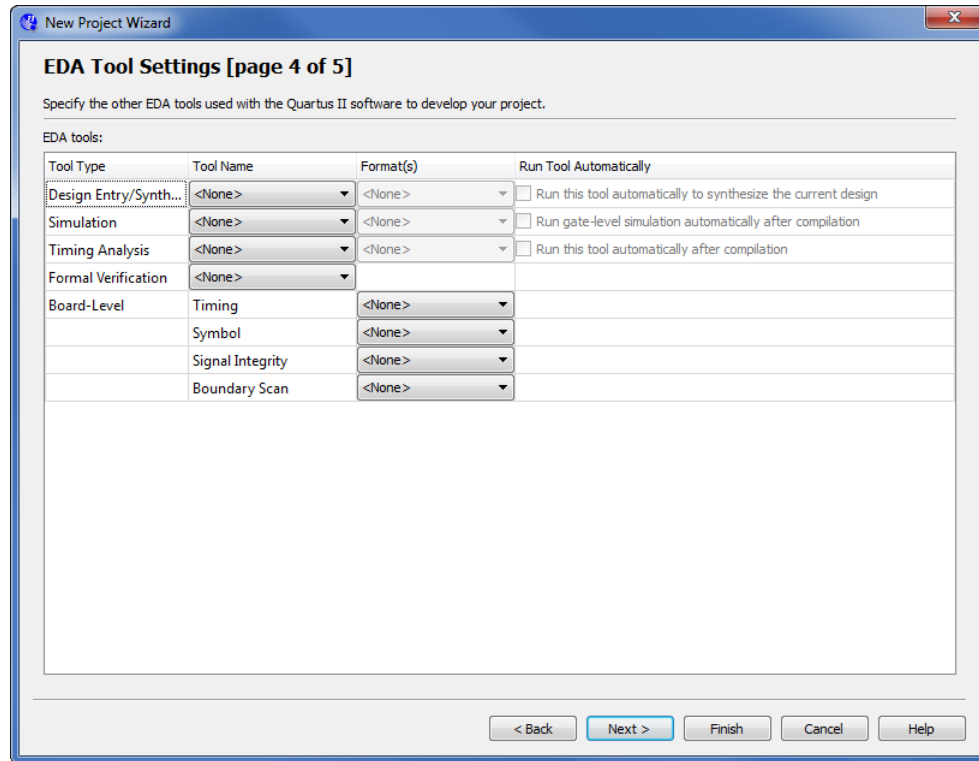 New Project Wizard
EDA Tool Settings [page 4 of 5]
Specify the other EDA tools used with the Quartus II software to develop your project.
EDA tools:
Tool Type Tool Name Format(s) Run Tool Automatically
Design Entry/Synth... <None> <None> Run this tool automatically to synthesize the current design
Simulation <None> <None> Run gate-level simulation automatically after compilation
Timing Analysis <None> <None> Run this tool automatically after compilation
Formal Verification <None>
Board-Level Timing <None>
Symbol <None>
Signal Integrity <None>
Boundary Scan <None>
< Back Next > Finish Cancel Help